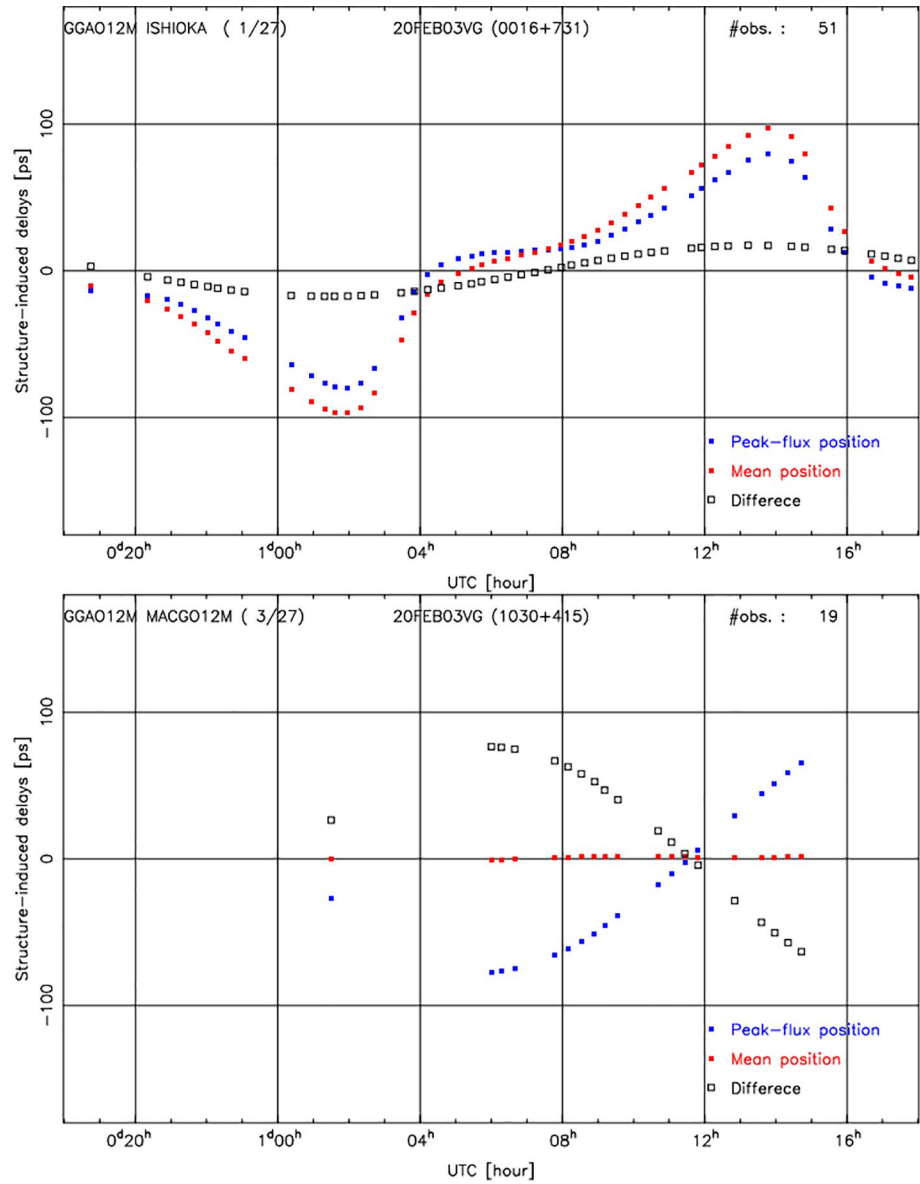 GGAO12M ISHIOKA ( 1/27) 20FEB03VG (0016+731) #obs. : 51
Structure-induced delays [ps]
100
0
-100
Peak-flux position
Mean position
Differece
0ᵈ20ʰ 1ᵈ00ʰ 04ʰ 08ʰ 12ʰ 16ʰ
UTC [hour]
GGAO12M MACGO12M ( 3/27) 20FEB03VG (1030+415) #obs. : 19
Structure-induced delays [ps]
100
0
-100
Peak-flux position
Mean position
Differece
0ᵈ20ʰ 1ᵈ00ʰ 04ʰ 08ʰ 12ʰ 16ʰ
UTC [hour]